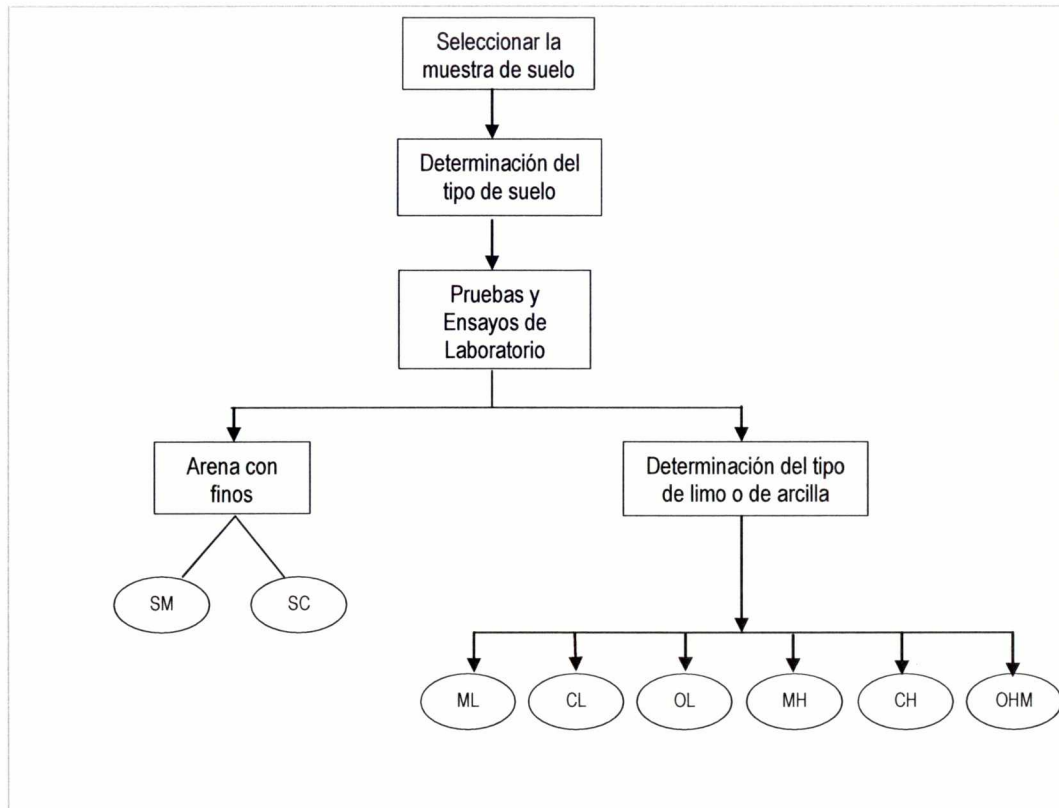 Seleccionar la
muestra de suelo
Determinación del
tipo de suelo
Pruebas y
Ensayos de
Laboratorio
Arena con
finos
Determinación del tipo
de limo o de arcilla
SM
SC
ML
CL
OL
MH
CH
OHM